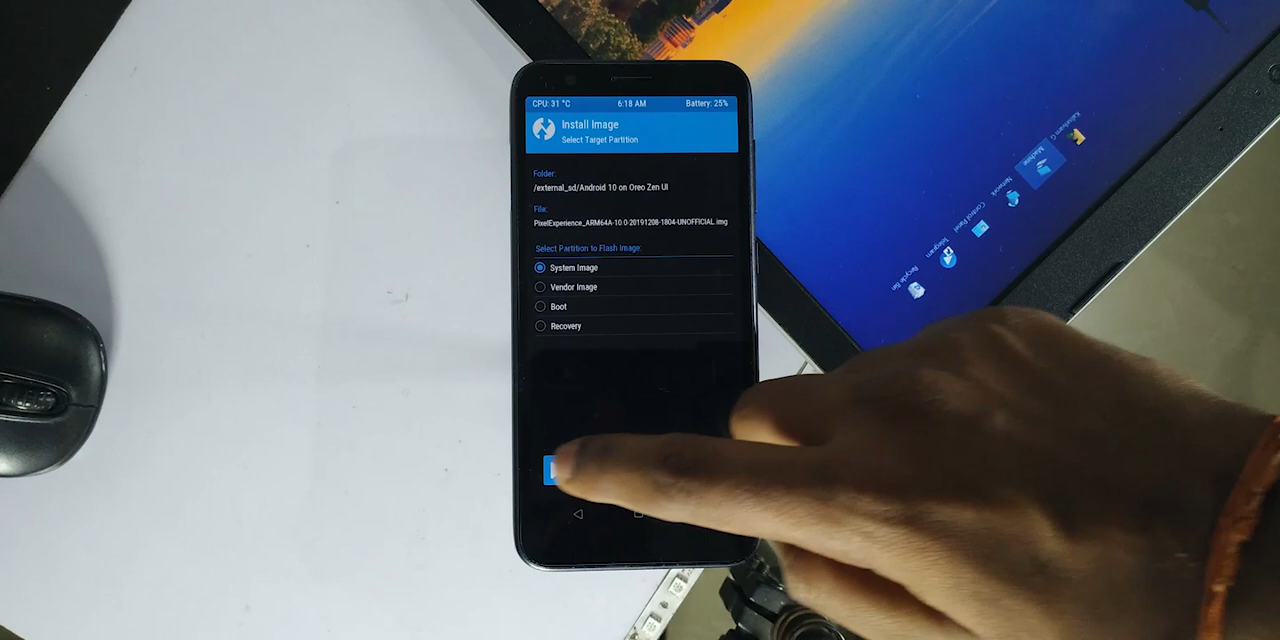 CPU: 31 °C 6:18 AM Battery: 25%
Install Image
Select Target Partition
Folder:
/external_sd/Android 10 on Oreo Zen UI
File:
PixelExperience_ARM64A-10.0-20191208-1804-UNOFFICIAL.img
Select Partition to Flash Image:
System Image
Vendor Image
Boot
Recovery
Machine
Network
Control Panel
Telegram
Recycle Bin